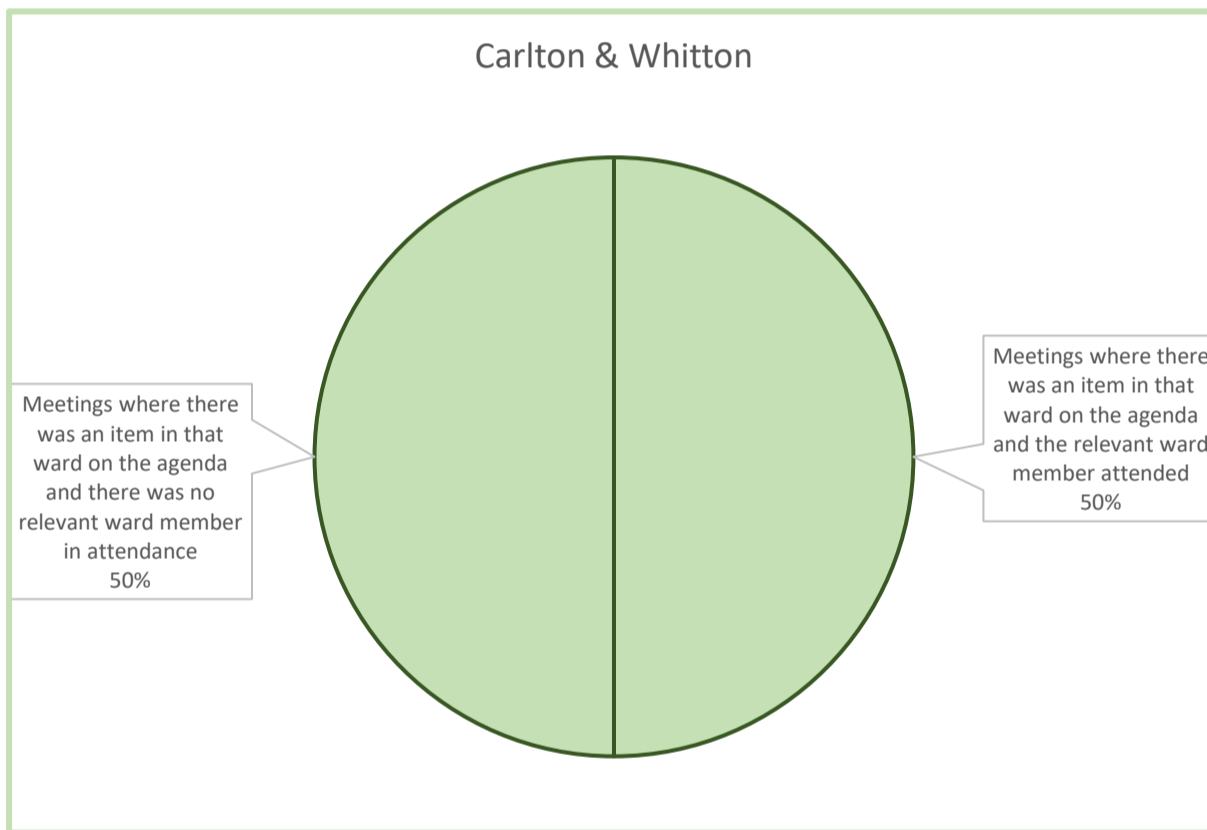 Carlton & Whitton
Meetings where there
was an item in that
ward on the agenda
and the relevant ward
member attended
50%
Meetings where there
was an item in that
ward on the agenda
and there was no
relevant ward member
in attendance
50%